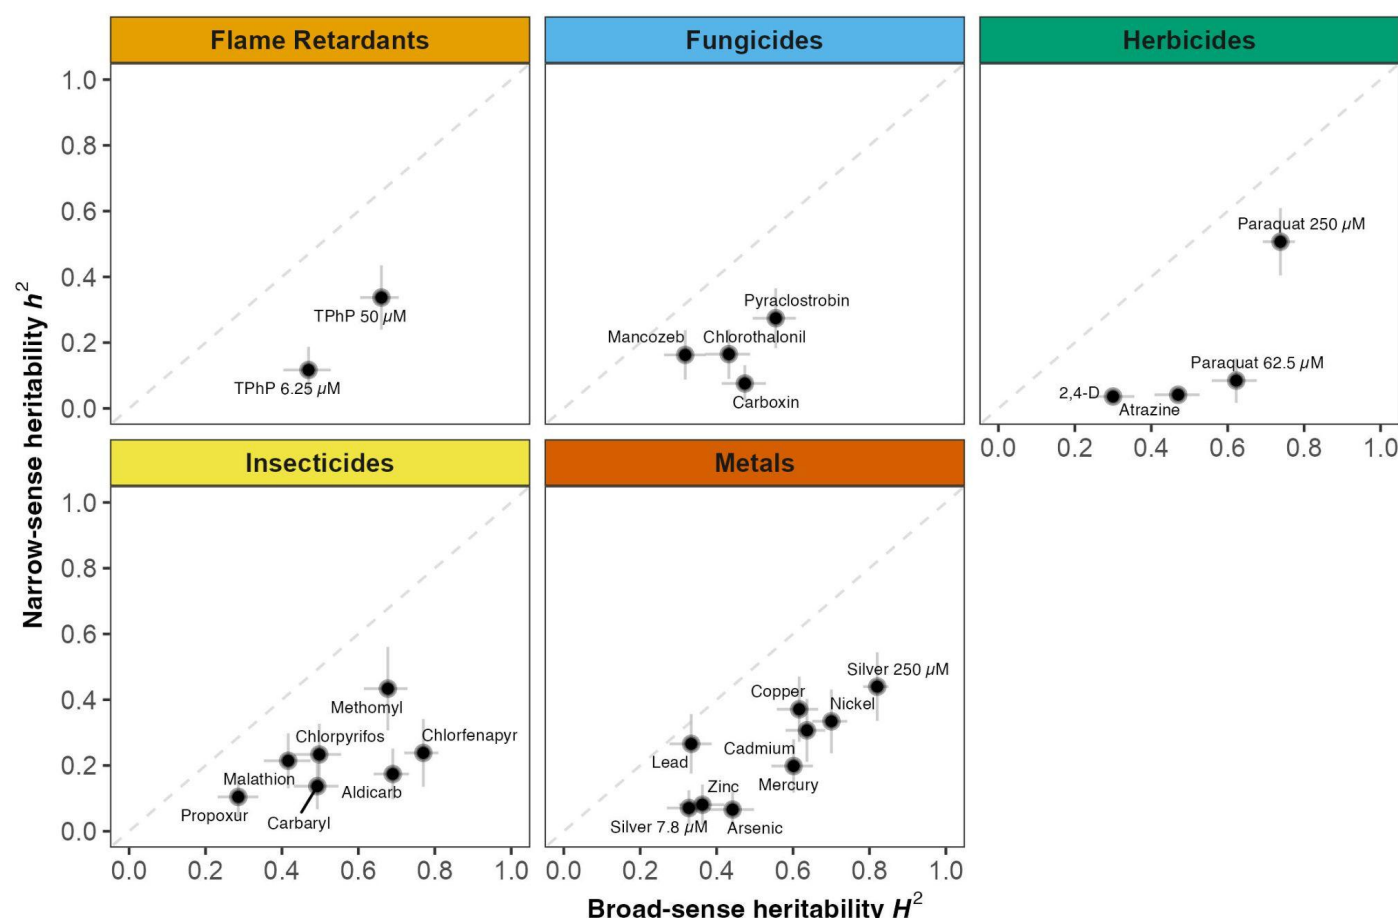 Flame Retardants
Fungicides
Herbicides
1.0
0.8
0.6
0.4
0.2
0.0
TPhP 50 µM
TPhP 6.25 µM
Pyraclostrobin
Mancozeb
Chlorothalonil
Carboxin
Paraquat 250 µM
Paraquat 62.5 µM
2,4-D
Atrazine
0.0 0.2 0.4 0.6 0.8 1.0
Narrow-sense heritability h²
Insecticides
Metals
1.0
0.8
0.6
0.4
0.2
0.0
Methomyl
Chlorpyrifos
Chlorfenapyr
Malathion
Aldicarb
Propoxur
Carbaryl
Silver 250 µM
Copper
Nickel
Cadmium
Lead
Mercury
Zinc
Silver 7.8 µM
Arsenic
0.0 0.2 0.4 0.6 0.8 1.0
0.0 0.2 0.4 0.6 0.8 1.0
Broad-sense heritability H²